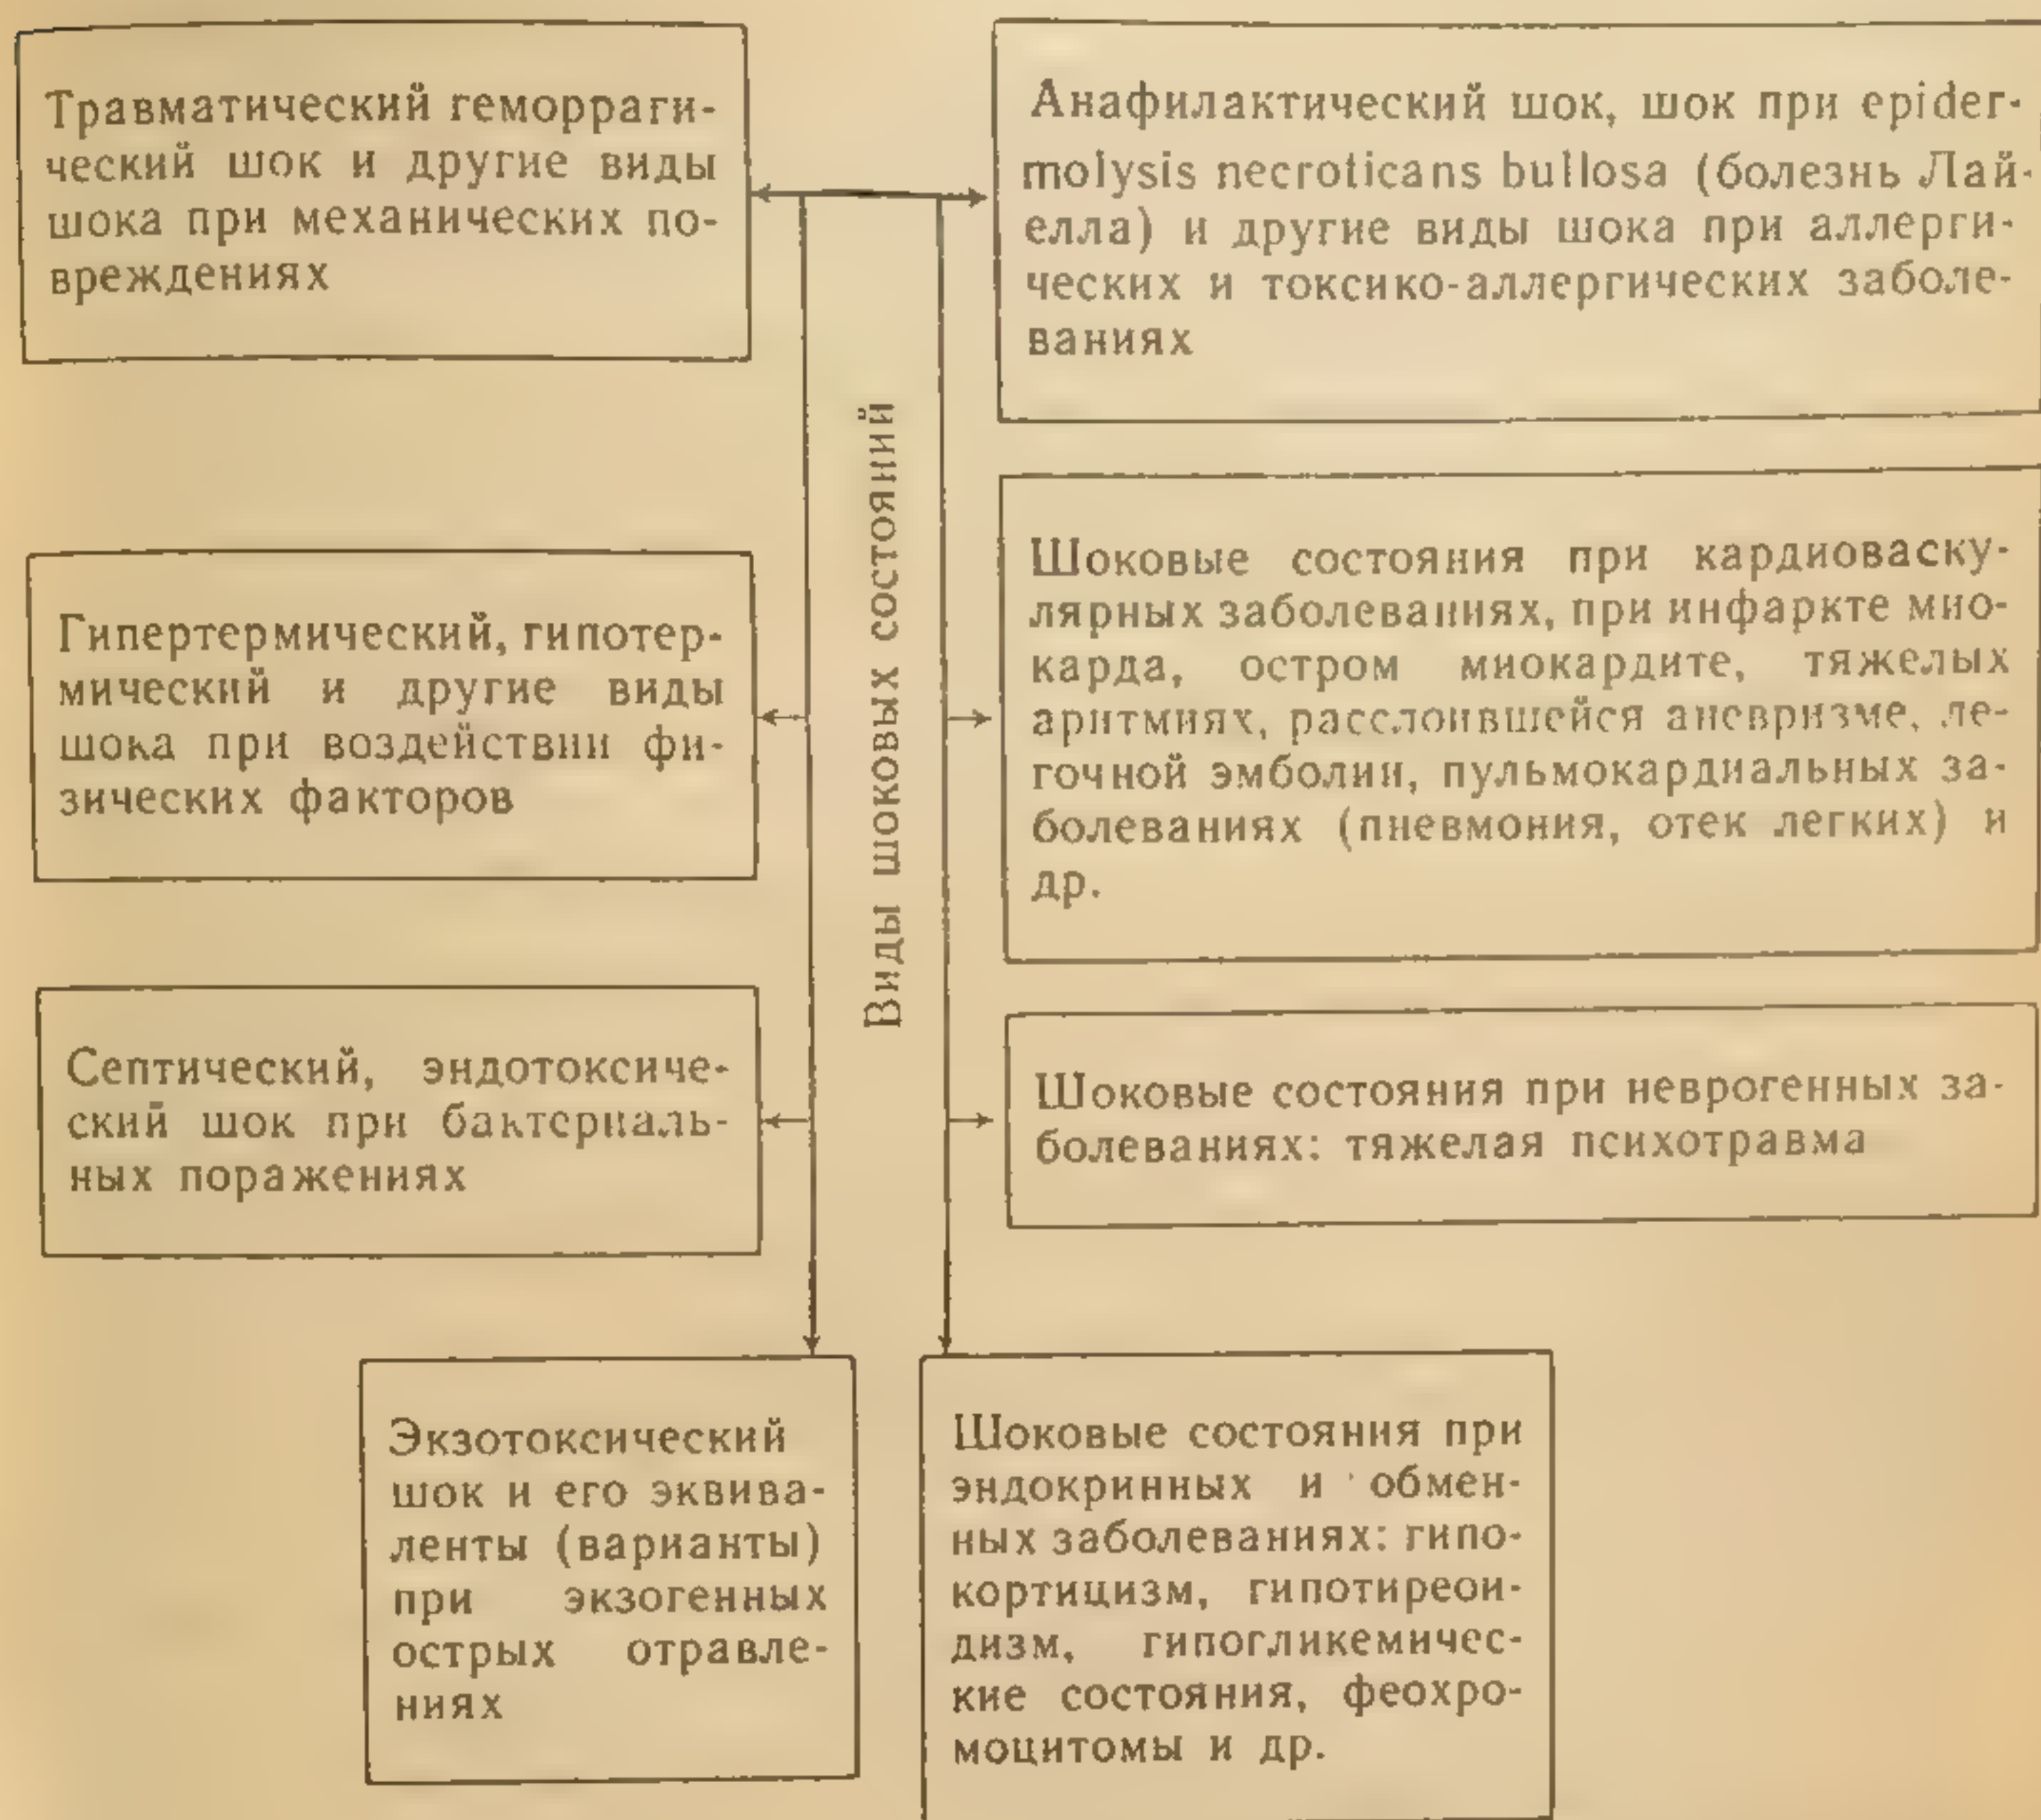 Травматический геморраги-
ческий шок и другие виды
шока при механических по-
вреждениях
Анафилактический шок, шок при epider-
molysis necroticans bullosa (болезнь Лай-
елла) и другие виды шока при аллерги-
ческих и токсико-аллергических заболе-
ваниях
Виды шоковых состояний
Гипертермический, гипотер-
мический и другие виды
шока при воздействии фи-
зических факторов
Шоковые состояния при кардиоваску-
лярных заболеваниях, при инфаркте мио-
карда, остром миокардите, тяжелых
аритмиях, расслоившейся аневризме, ле-
гочной эмболии, пульмокардиальных за-
болеваниях (пневмония, отек легких) и
др.
Септический, эндотоксиче-
ский шок при бактериаль-
ных поражениях
Шоковые состояния при неврогенных за-
болеваниях: тяжелая психотравма
Экзотоксический
шок и его эквива-
ленты (варианты)
при экзогенных
острых отравле-
ниях
Шоковые состояния при
эндокринных и обмен-
ных заболеваниях: гипо-
кортицизм, гипотиреои-
дизм, гипогликемичес-
кие состояния, феохро-
моцитомы и др.